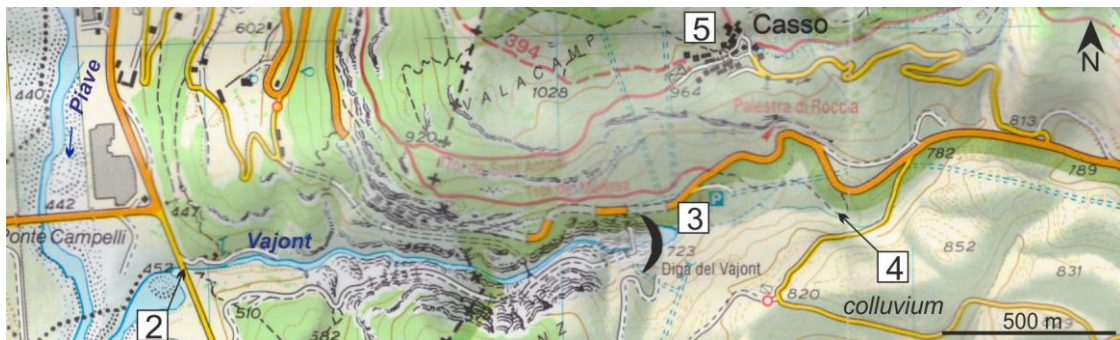 5
Casso
N
602
394
VALACAMP
1028
964
Piave
440
920
Palestra di Roccia
813
782
789
442
447
P
3
Ponte Campelli
Vajont
723
Diga del Vajont
4
852
831
452
2
510
582
820
colluvium
500 m